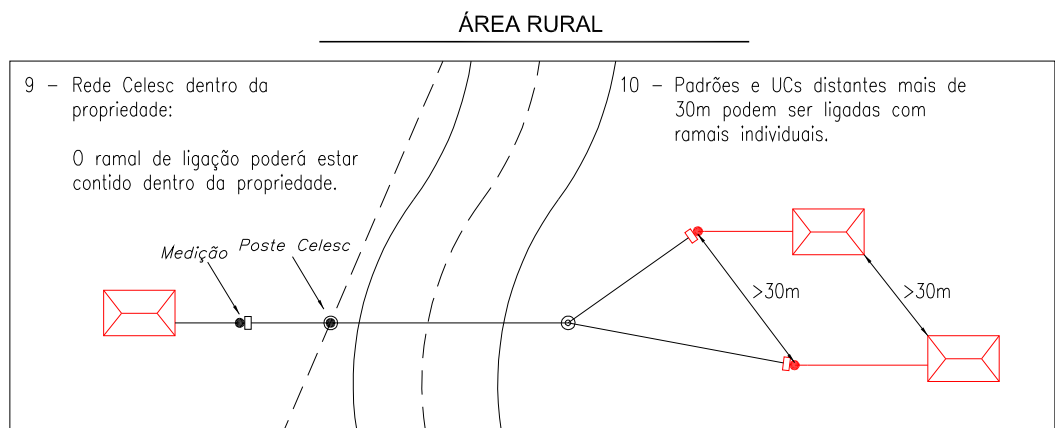 ÁREA RURAL
9 - Rede Celesc dentro da
propriedade:
O ramal de ligação poderá estar
contido dentro da propriedade.
10 - Padrões e UCs distantes mais de
30m podem ser ligadas com
ramais individuais.
Medição
Poste Celesc
>30m
>30m